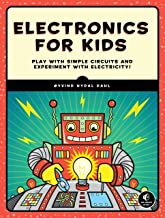 ELECTRONICS
FOR KIDS
PLAY WITH SIMPLE CIRCUITS AND
EXPERIMENT WITH ELECTRICITY!
ØYVIND NYDAL DAHL